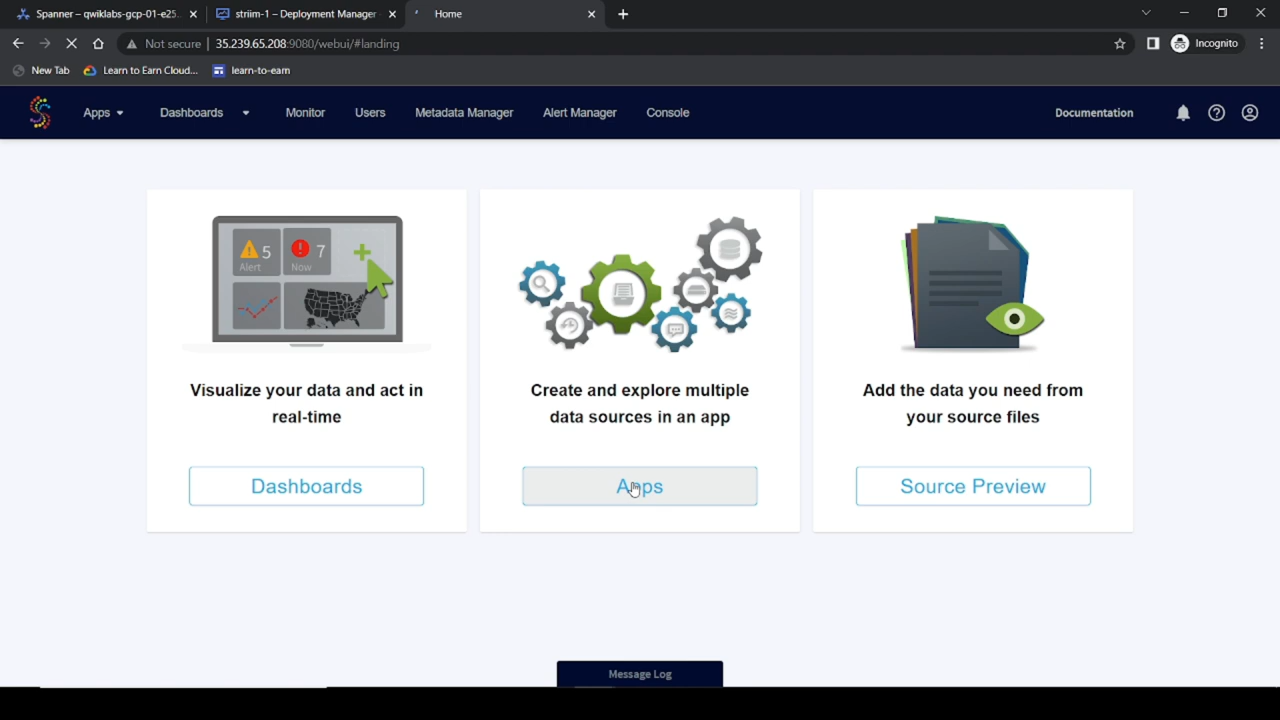 Spanner – qwiklabs-gcp-01-e25..
striim-1 – Deployment Manager
Home
Not secure
35.239.65.208:9080/webui/#landing
Incognito
New Tab
Learn to Earn Cloud...
learn-to-earn
Apps
Dashboards
Monitor
Users
Metadata Manager
Alert Manager
Console
Documentation
5
Alert
7
Now
Visualize your data and act in
real-time
Dashboards
Create and explore multiple
data sources in an app
Apps
Add the data you need from
your source files
Source Preview
Message Log